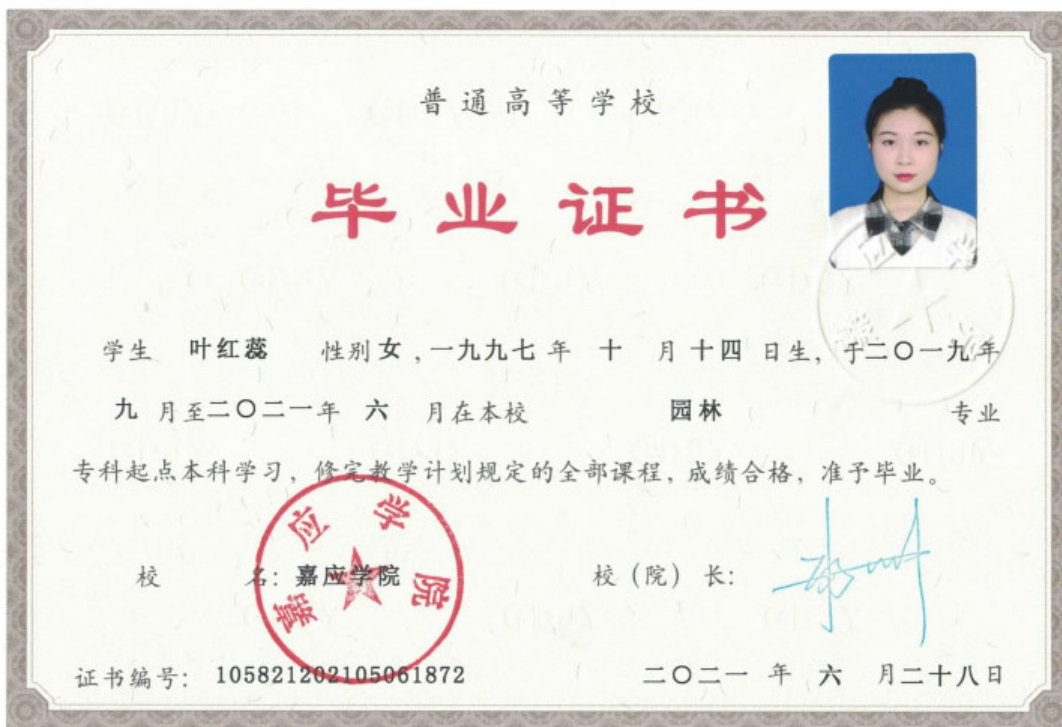 普通高等学校
毕业证书
学生 叶红蕊 性别 女 , 一九九七 年 十 月 十四 日生, 于二〇一九年
九 月至二〇二一年 六 月在本校 园林 专业
专科起点本科学习, 修完教学计划规定的全部课程, 成绩合格, 准予毕业。
校 名: 嘉应学院 校(院)长:
嘉应学院
证书编号: 105821202105061872 二〇二一 年 六 月二十八日